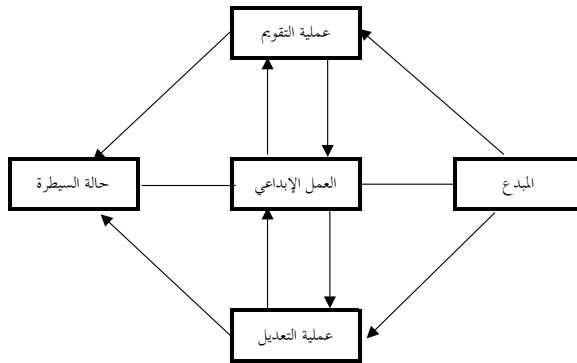 عملية التقويم
المبدع
العمل الإبداعي
حالة السيطرة
عملية التعديل